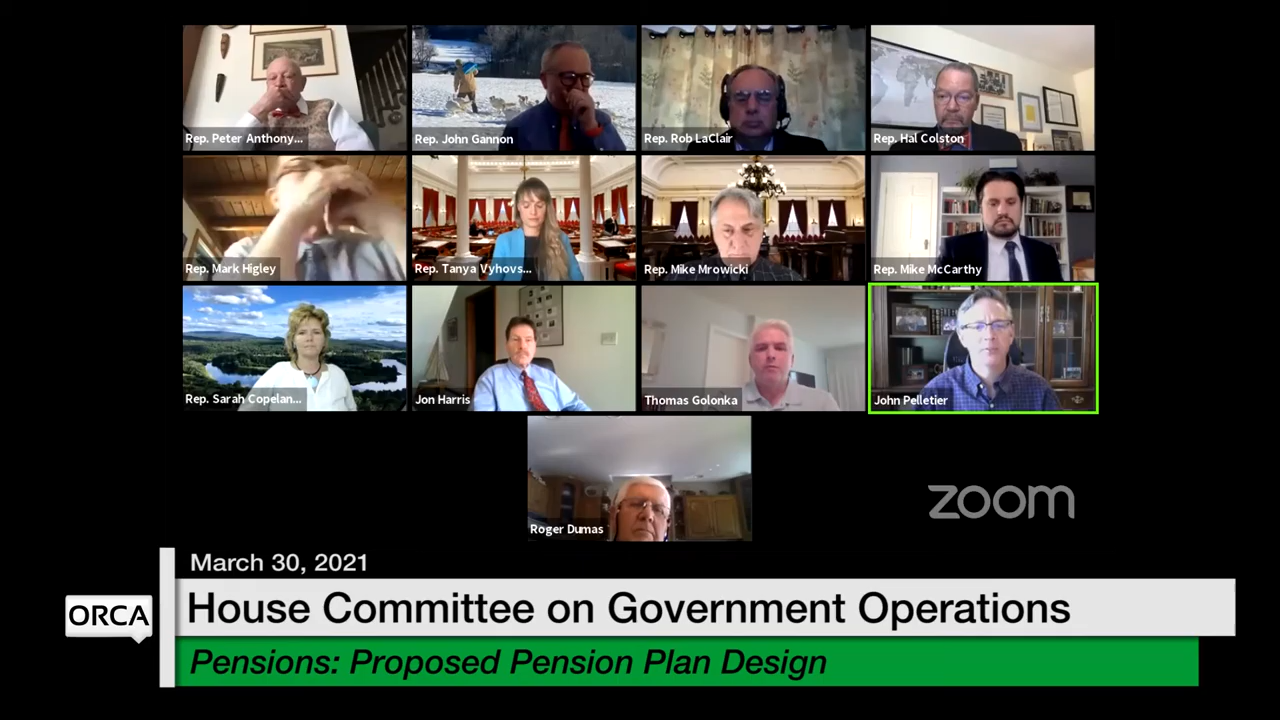 Rep. Peter Anthony...
Rep. John Gannon
Rep. Rob LaClair
Rep. Hal Colston
Rep. Mark Higley
Rep. Tanya Vyhovs...
Rep. Mike Mrowicki
Rep. Mike McCarthy
Rep. Sarah Copelan...
Jon Harris
Thomas Golonka
John Pelletier
Roger Dumas
zoom
March 30, 2021
ORCA
House Committee on Government Operations
Pensions: Proposed Pension Plan Design